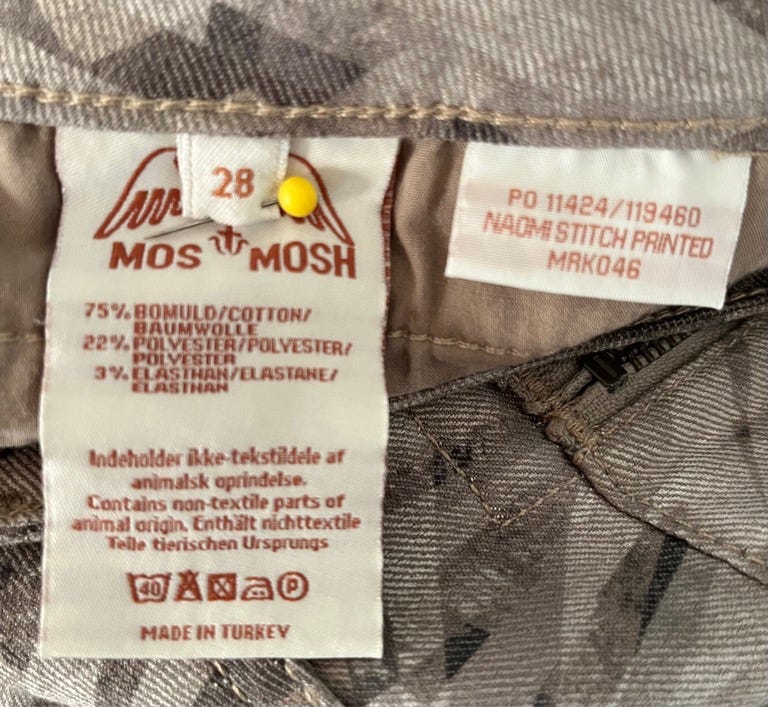 28
MOS MOSH
75% BOMULD/COTTON/
BAUMWOLLE
22% POLYESTER/POLYESTER/
POLYESTER
3% ELASTHAN/ELASTANE/
ELASTHAN
Indeholder ikke-tekstildele af
animalsk oprindelse.
Contains non-textile parts of
animal origin. Enthält nichttextile
Teile tierischen Ursprungs
40 P
MADE IN TURKEY
PO 11424/119460
NAOMI STITCH PRINTED
MRK046